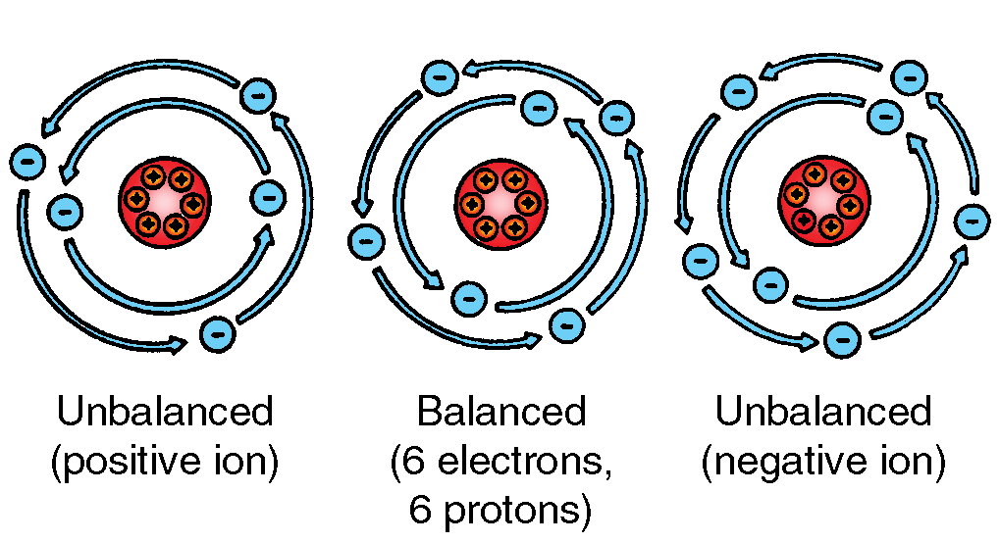 Unbalanced
(positive ion)
Balanced
(6 electrons,
6 protons)
Unbalanced
(negative ion)